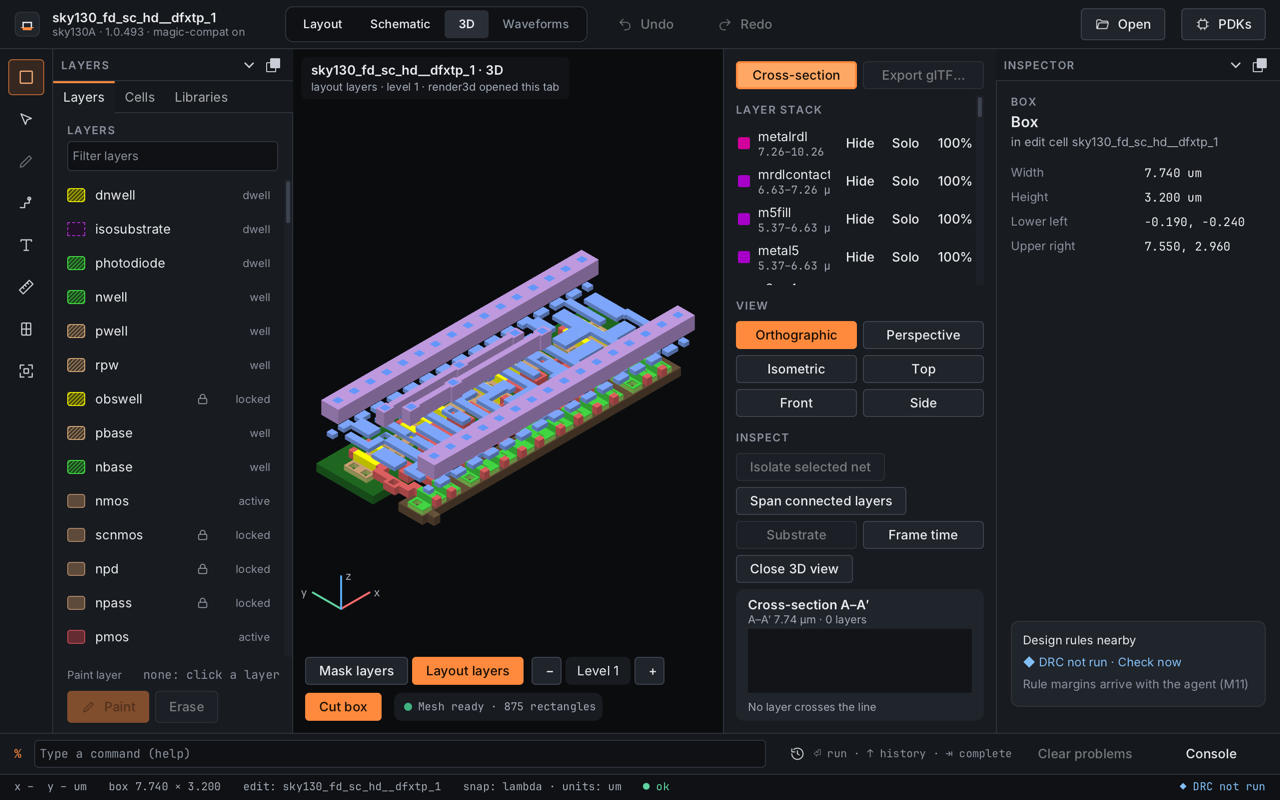 sky130_fd_sc_hd__dfxtp_1
sky130A · 1.0.493 · magic-compat on
Layout
Schematic
3D
Waveforms
Undo
Redo
Open
PDKs
LAYERS
Layers
Cells
Libraries
LAYERS
Filter layers
dnwell dwell
isosubstrate dwell
photodiode dwell
nwell well
pwell well
rpw well
obswell locked
pbase well
nbase well
nmos active
scnmos locked
npd locked
npass locked
pmos active
Paint layer none: click a layer
Paint
Erase
sky130_fd_sc_hd__dfxtp_1 · 3D
layout layers · level 1 · render3d opened this tab
z
y
x
Mask layers
Layout layers
–
Level 1
+
Cut box
Mesh ready · 875 rectangles
Cross-section
Export glTF...
LAYER STACK
metalrdl
7.26–10.26
Hide Solo 100%
mrdlcontact
6.63–7.26 µ
Hide Solo 100%
m5fill
5.37–6.63 µ
Hide Solo 100%
metal5
5.37–6.63 µ
Hide Solo 100%
VIEW
Orthographic
Perspective
Isometric
Top
Front
Side
INSPECT
Isolate selected net
Span connected layers
Substrate
Frame time
Close 3D view
Cross-section A–A′
A–A′ 7.74 µm · 0 layers
No layer crosses the line
INSPECTOR
BOX
Box
in edit cell sky130_fd_sc_hd__dfxtp_1
Width 7.740 um
Height 3.200 um
Lower left -0.190, -0.240
Upper right 7.550, 2.960
Design rules nearby
DRC not run · Check now
Rule margins arrive with the agent (M11)
% Type a command (help)
⏎ run · ↑ history · ⇥ complete
Clear problems
Console
x – y – um box 7.740 × 3.200 edit: sky130_fd_sc_hd__dfxtp_1 snap: lambda · units: um ok
DRC not run